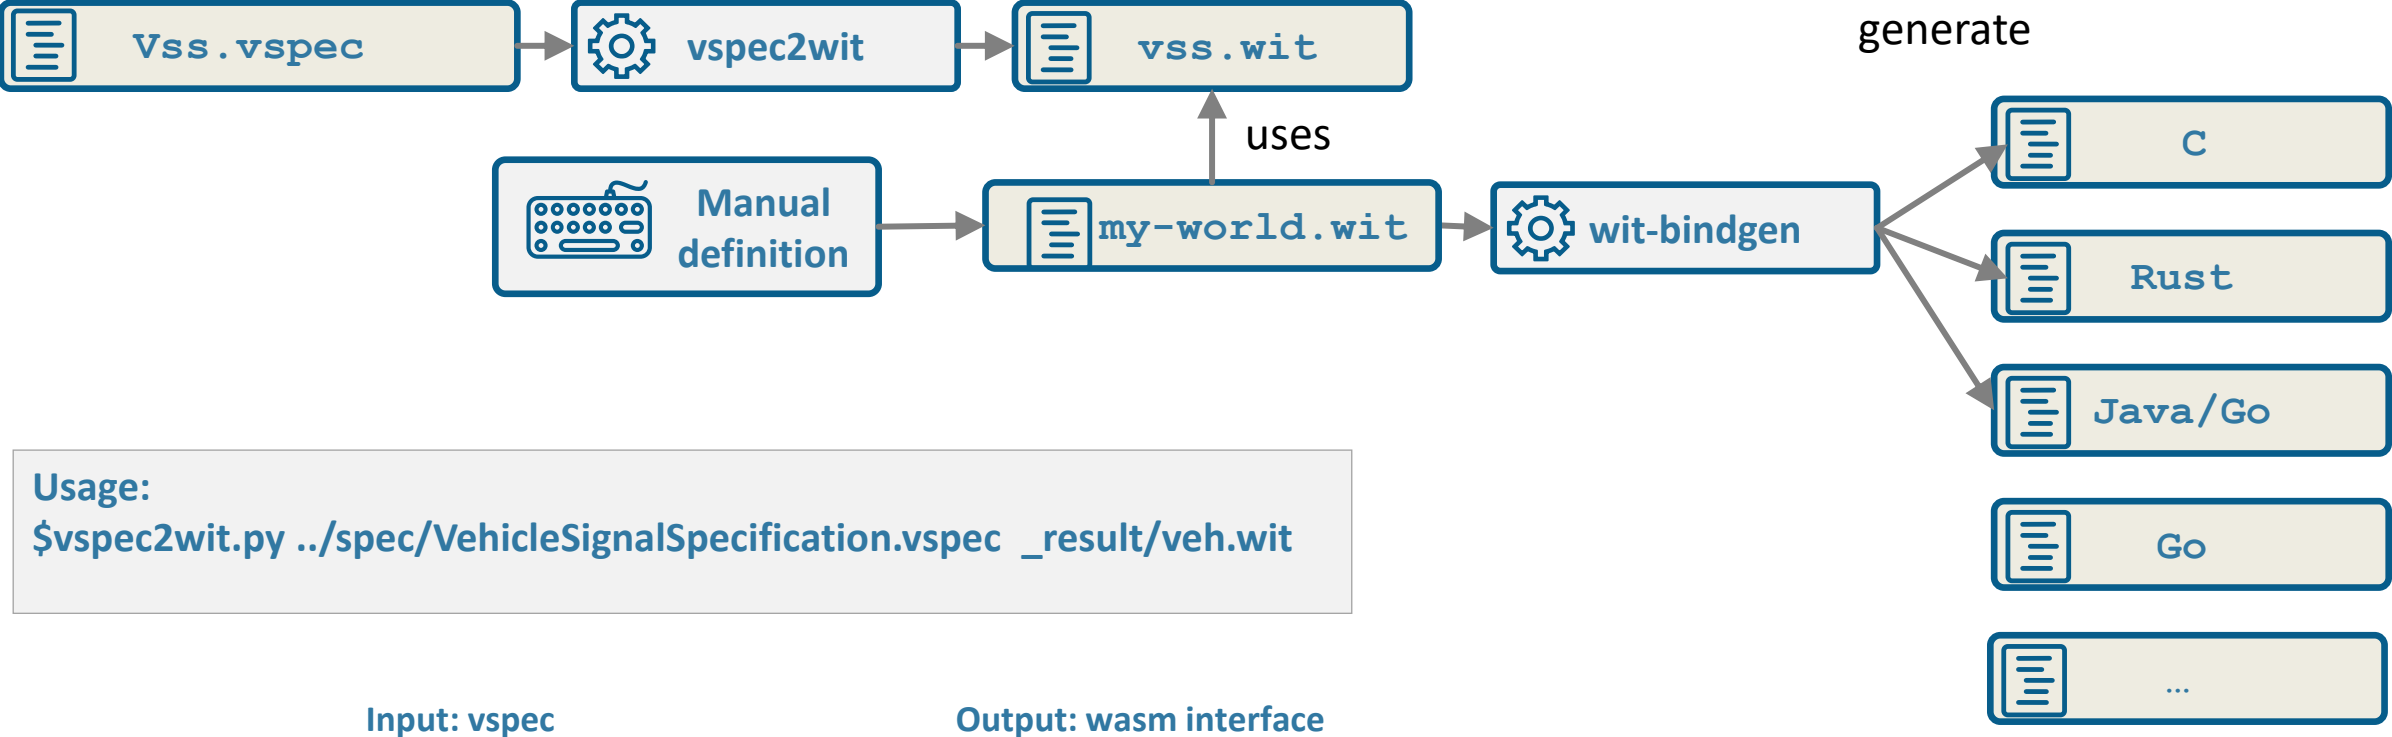 Vss.vspec
vspec2wit
vss.wit
generate
uses
C
Manual
definition
my-world.wit
wit-bindgen
Rust
Java/Go
Usage:
$vspec2wit.py ../spec/VehicleSignalSpecification.vspec _result/veh.wit
Go
...
Input: vspec
Output: wasm interface